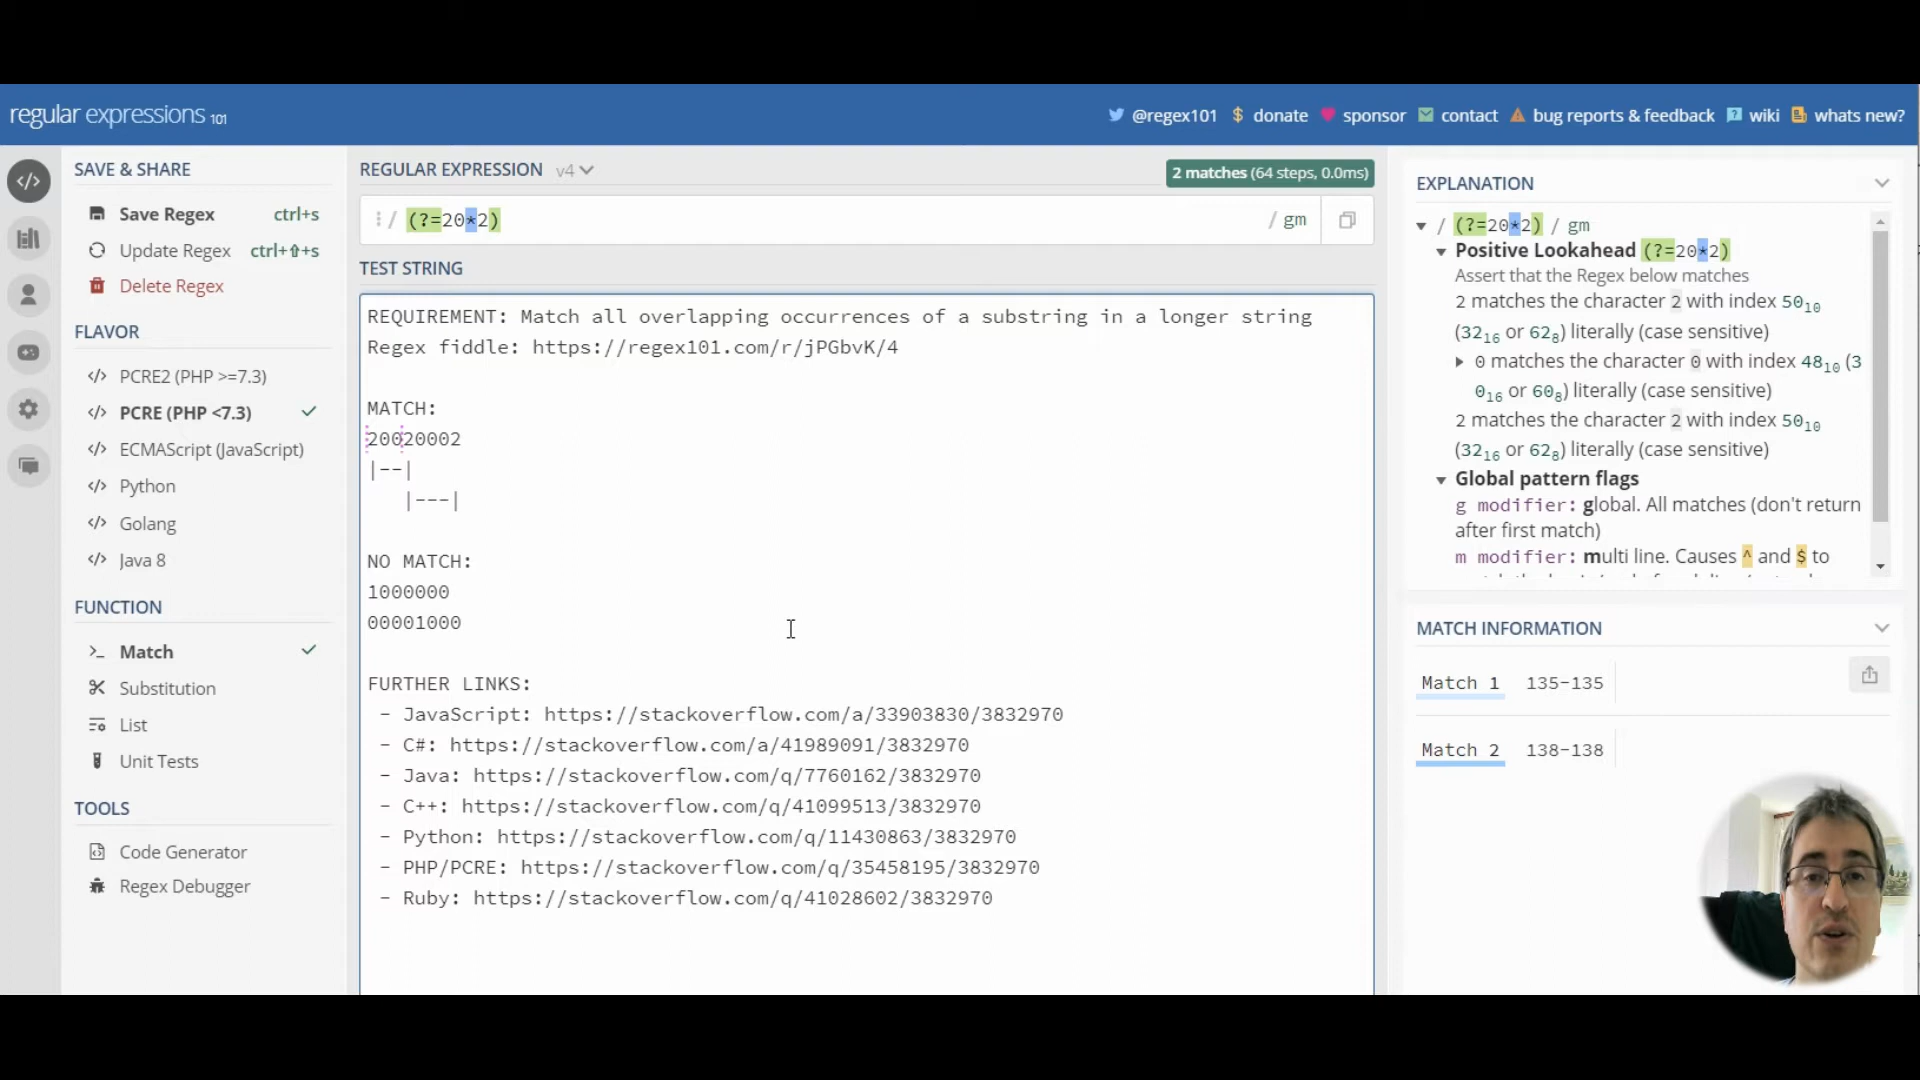 regular expressions 101
@regex101 $ donate sponsor contact bug reports & feedback wiki whats new?
SAVE & SHARE
Save Regex ctrl+s
Update Regex ctrl+⇧+s
Delete Regex
FLAVOR
</> PCRE2 (PHP >=7.3)
</> PCRE (PHP <7.3)
</> ECMAScript (JavaScript)
</> Python
</> Golang
</> Java 8
FUNCTION
>_ Match
Substitution
List
Unit Tests
TOOLS
Code Generator
Regex Debugger
REGULAR EXPRESSION v4
2 matches (64 steps, 0.0ms)
/ (?=20*2) / gm
TEST STRING
REQUIREMENT: Match all overlapping occurrences of a substring in a longer string
Regex fiddle: https://regex101.com/r/jPGbvK/4
MATCH:
20020002
|--|
|---|
NO MATCH:
1000000
00001000
FURTHER LINKS:
- JavaScript: https://stackoverflow.com/a/33903830/3832970
- C#: https://stackoverflow.com/a/41989091/3832970
- Java: https://stackoverflow.com/q/7760162/3832970
- C++: https://stackoverflow.com/q/41099513/3832970
- Python: https://stackoverflow.com/q/11430863/3832970
- PHP/PCRE: https://stackoverflow.com/q/35458195/3832970
- Ruby: https://stackoverflow.com/q/41028602/3832970
EXPLANATION
/ (?=20*2) / gm
Positive Lookahead (?=20*2)
Assert that the Regex below matches
2 matches the character 2 with index 50₁₀
(32₁₆ or 62₈) literally (case sensitive)
0 matches the character 0 with index 48₁₀ (3
0₁₆ or 60₈) literally (case sensitive)
2 matches the character 2 with index 50₁₀
(32₁₆ or 62₈) literally (case sensitive)
Global pattern flags
g modifier: global. All matches (don't return
after first match)
m modifier: multi line. Causes ^ and $ to
MATCH INFORMATION
Match 1 135-135
Match 2 138-138